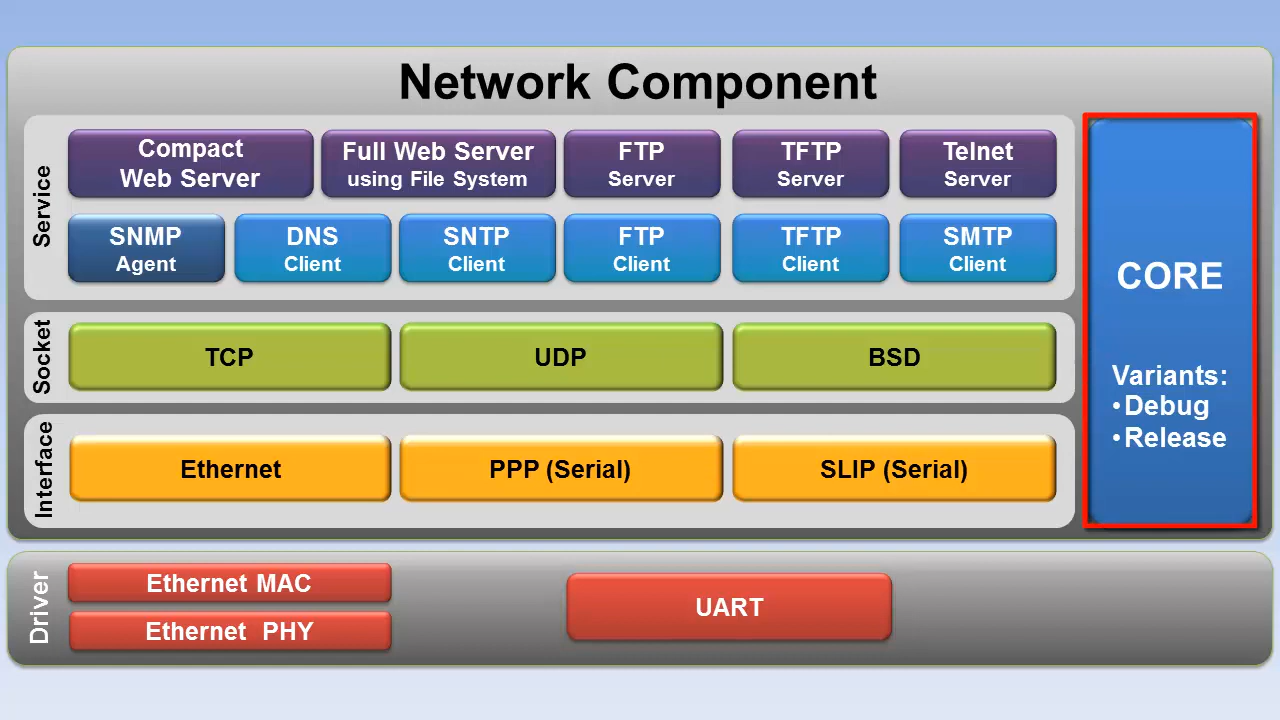 Network Component
Service
Compact
Web Server
Full Web Server
using File System
FTP
Server
TFTP
Server
Telnet
Server
SNMP
Agent
DNS
Client
SNTP
Client
FTP
Client
TFTP
Client
SMTP
Client
Socket
TCP
UDP
BSD
Interface
Ethernet
PPP (Serial)
SLIP (Serial)
CORE
Variants:
•Debug
•Release
Driver
Ethernet MAC
Ethernet PHY
UART